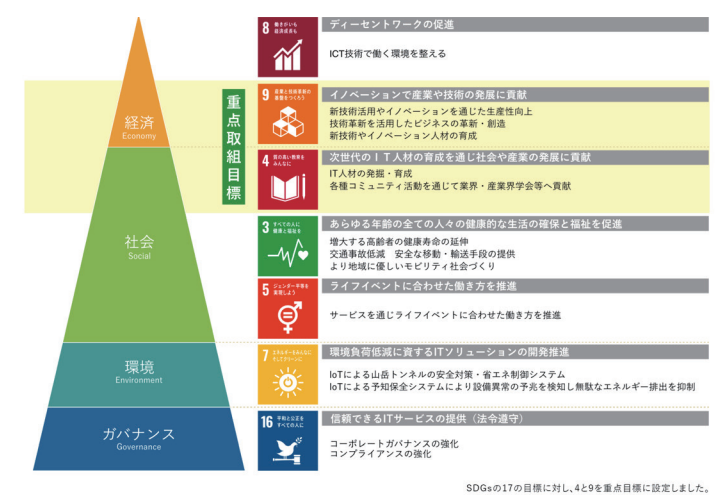 8 働きがいも
経済成長も
ディーセントワークの促進
ICT技術で働く環境を整える
経済
Economy
重点取組目標
9 産業と技術革新の
基盤をつくろう
イノベーションで産業や技術の発展に貢献
新技術活用やイノベーションを通じた生産性向上
技術革新を活用したビジネスの革新・創造
新技術やイノベーション人材の育成
4 質の高い教育を
みんなに
次世代のIT人材の育成を通じ社会や産業の発展に貢献
IT人材の発掘・育成
各種コミュニティ活動を通じて業界・産業界学会等へ貢献
社会
Social
3 すべての人に
健康と福祉を
あらゆる年齢の全ての人々の健康的な生活の確保と福祉を促進
増大する高齢者の健康寿命の延伸
交通事故低減 安全な移動・輸送手段の提供
より地域に優しいモビリティ社会づくり
5 ジェンダー平等を
実現しよう
ライフイベントに合わせた働き方を推進
サービスを通じライフイベントに合わせた働き方を推進
環境
Environment
7 エネルギーをみんなに
そしてクリーンに
環境負荷低減に資するITソリューションの開発推進
IoTによる山岳トンネルの安全対策・省エネ制御システム
IoTによる予知保全システムにより設備異常の予兆を検知し無駄なエネルギー排出を抑制
ガバナンス
Governance
16 平和と公正を
すべての人に
信頼できるITサービスの提供（法令遵守）
コーポレートガバナンスの強化
コンプライアンスの強化
SDGsの17の目標に対し、4と9を重点目標に設定しました。